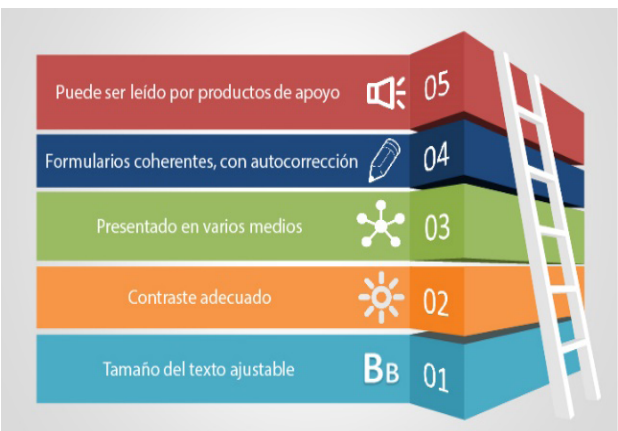 Puede ser leído por productos de apoyo 05
Formularios coherentes, con autocorrección 04
Presentado en varios medios 03
Contraste adecuado 02
Tamaño del texto ajustable BB 01